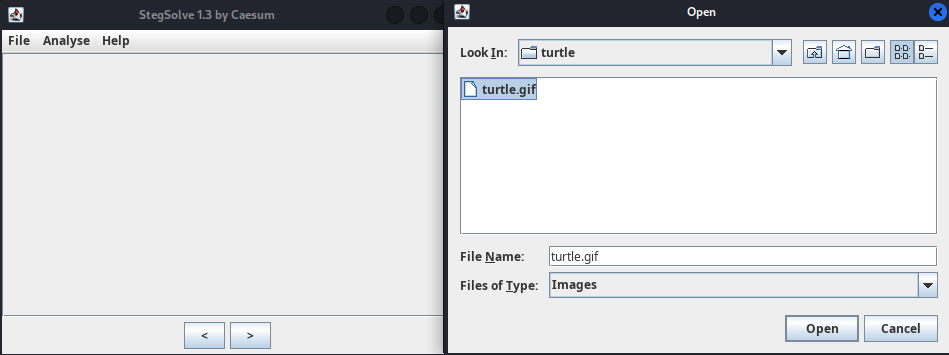 StegSolve 1.3 by Caesum
File Analyse Help
< >
Open
Look In: turtle
turtle.gif
File Name: turtle.gif
Files of Type: Images
Open Cancel